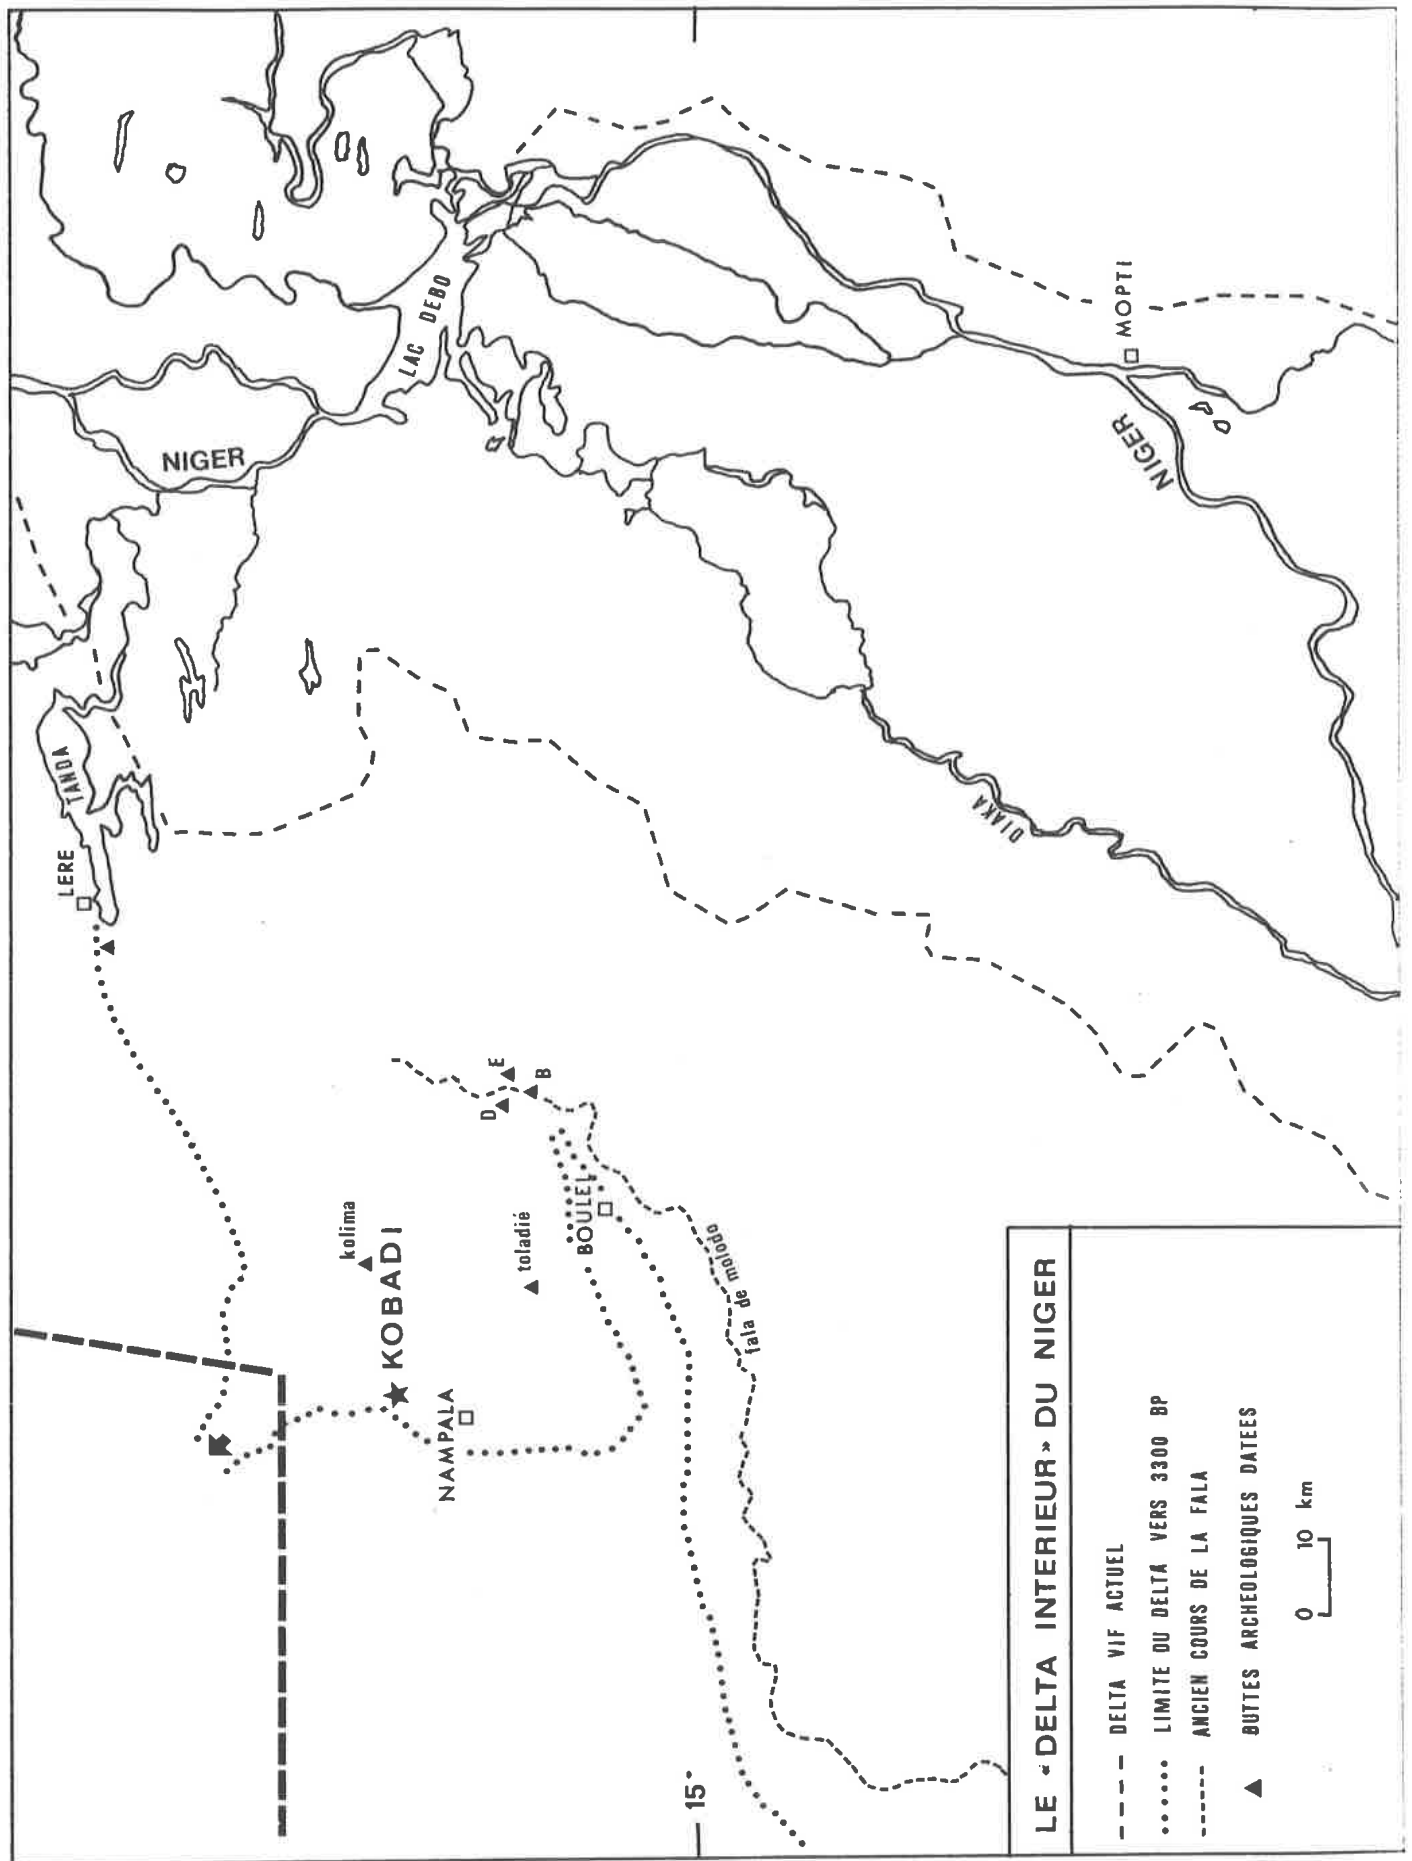 LERE
TANDA
NIGER
LAC DEBO
kolima
KOBADI
NAMPALA
D
E
B
toladié
BOULEL
15°
fala de molodo
DIAKA
NIGER
MOPTI
LE «DELTA INTERIEUR» DU NIGER
DELTA VIF ACTUEL
LIMITE DU DELTA VERS 3300 BP
ANCIEN COURS DE LA FALA
BUTTES ARCHEOLOGIQUES DATEES
0 10 km